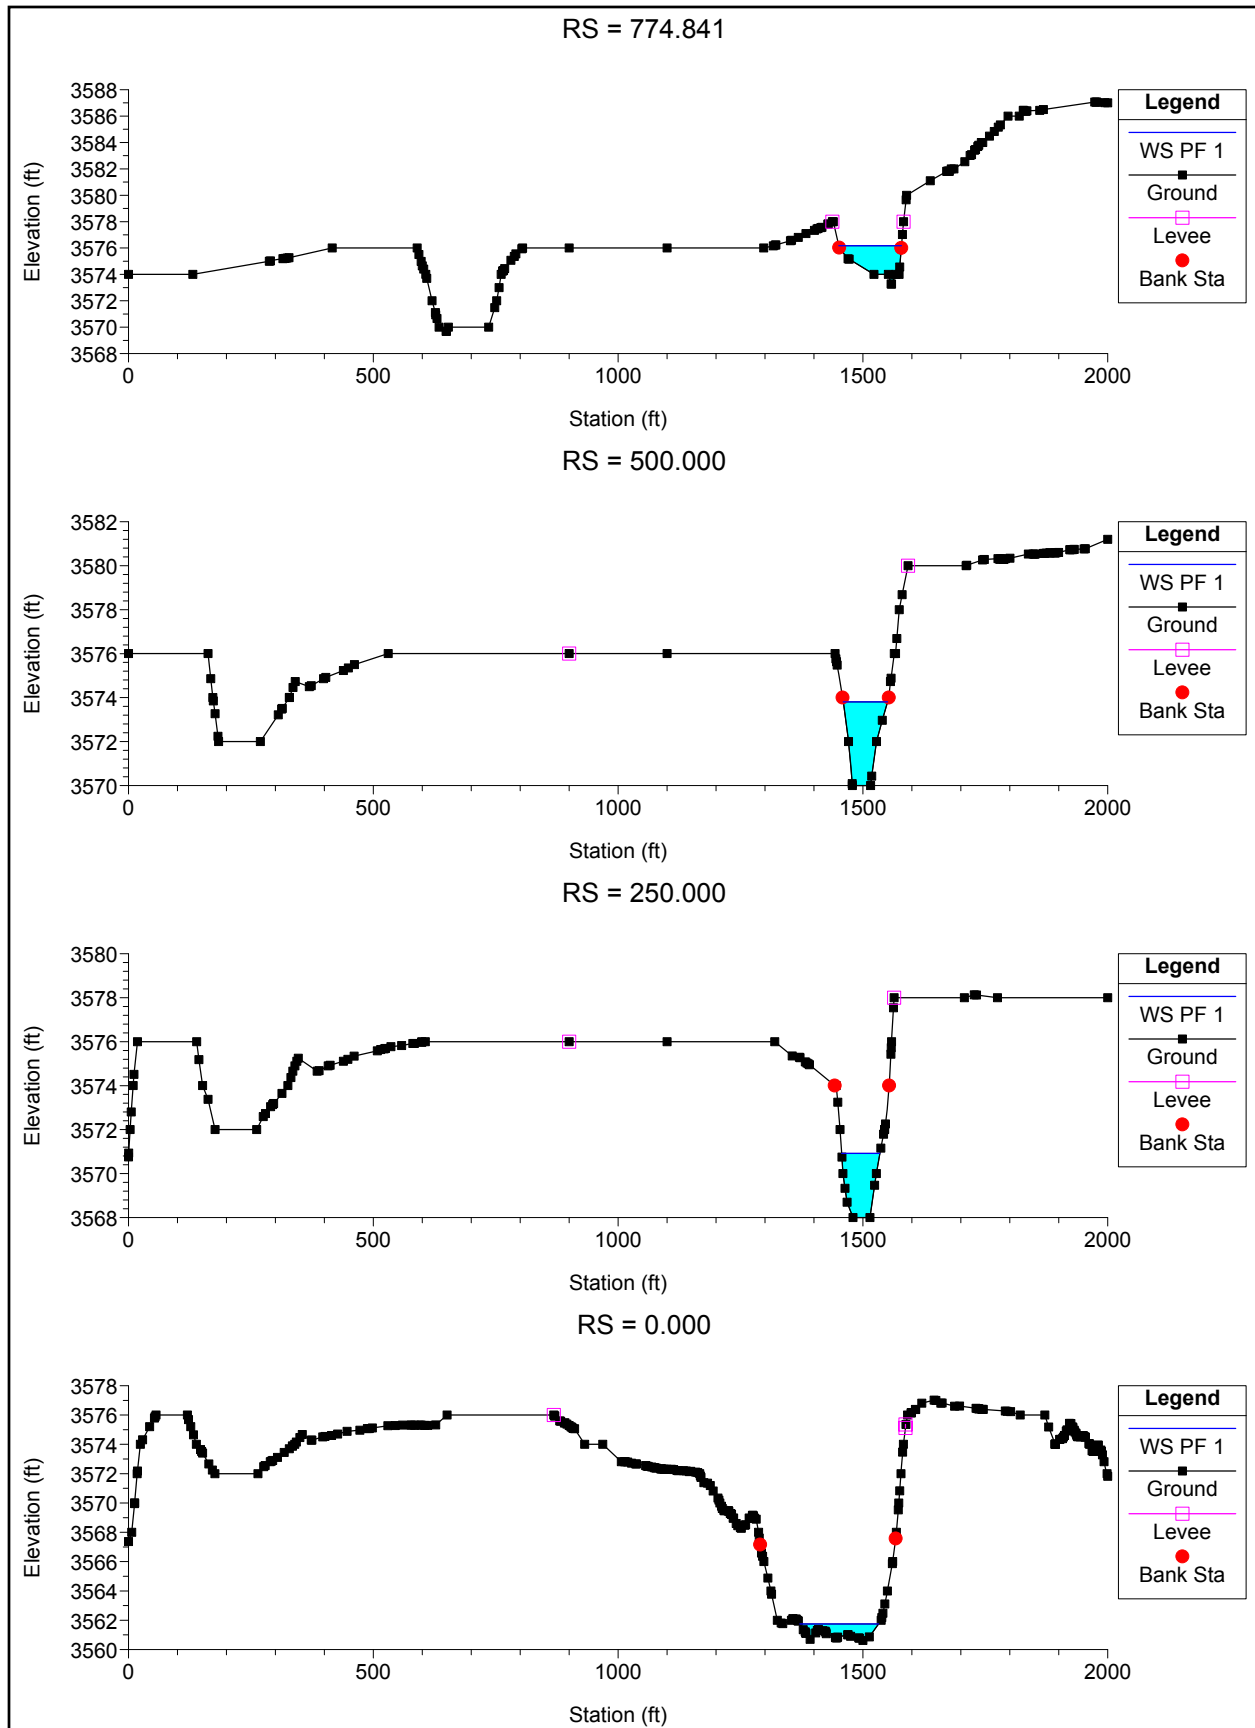 RS = 774.841
Elevation (ft)
3588
3586
3584
3582
3580
3578
3576
3574
3572
3570
3568
0 500 1000 1500 2000
Station (ft)
Legend
WS PF 1
Ground
Levee
Bank Sta
RS = 500.000
Elevation (ft)
3582
3580
3578
3576
3574
3572
3570
0 500 1000 1500 2000
Station (ft)
Legend
WS PF 1
Ground
Levee
Bank Sta
RS = 250.000
Elevation (ft)
3580
3578
3576
3574
3572
3570
3568
0 500 1000 1500 2000
Station (ft)
Legend
WS PF 1
Ground
Levee
Bank Sta
RS = 0.000
Elevation (ft)
3578
3576
3574
3572
3570
3568
3566
3564
3562
3560
0 500 1000 1500 2000
Station (ft)
Legend
WS PF 1
Ground
Levee
Bank Sta